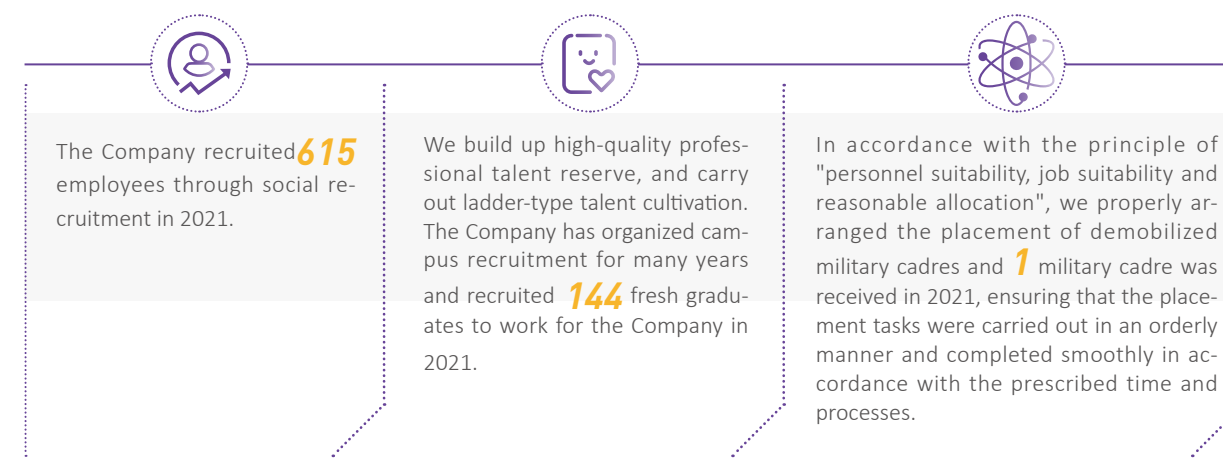 The Company recruited 615
employees through social re-
cruitment in 2021.
We build up high-quality profes-
sional talent reserve, and carry
out ladder-type talent cultivation.
The Company has organized cam-
pus recruitment for many years
and recruited 144 fresh gradu-
ates to work for the Company in
2021.
In accordance with the principle of
"personnel suitability, job suitability and
reasonable allocation", we properly ar-
ranged the placement of demobilized
military cadres and 1 military cadre was
received in 2021, ensuring that the place-
ment tasks were carried out in an orderly
manner and completed smoothly in ac-
cordance with the prescribed time and
processes.